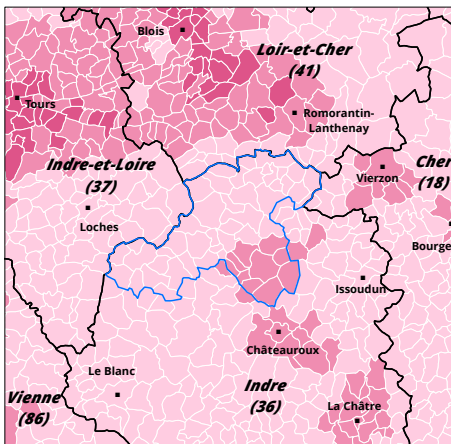 Blois
Loir-et-Cher
(41)
Tours
Romorantin-
Lanthenay
Indre-et-Loire
(37)
Cher
(18)
Vierzon
Loches
Bourge
Issoudun
Châteauroux
Le Blanc
Indre
(36)
Vienne
(86)
La Châtre